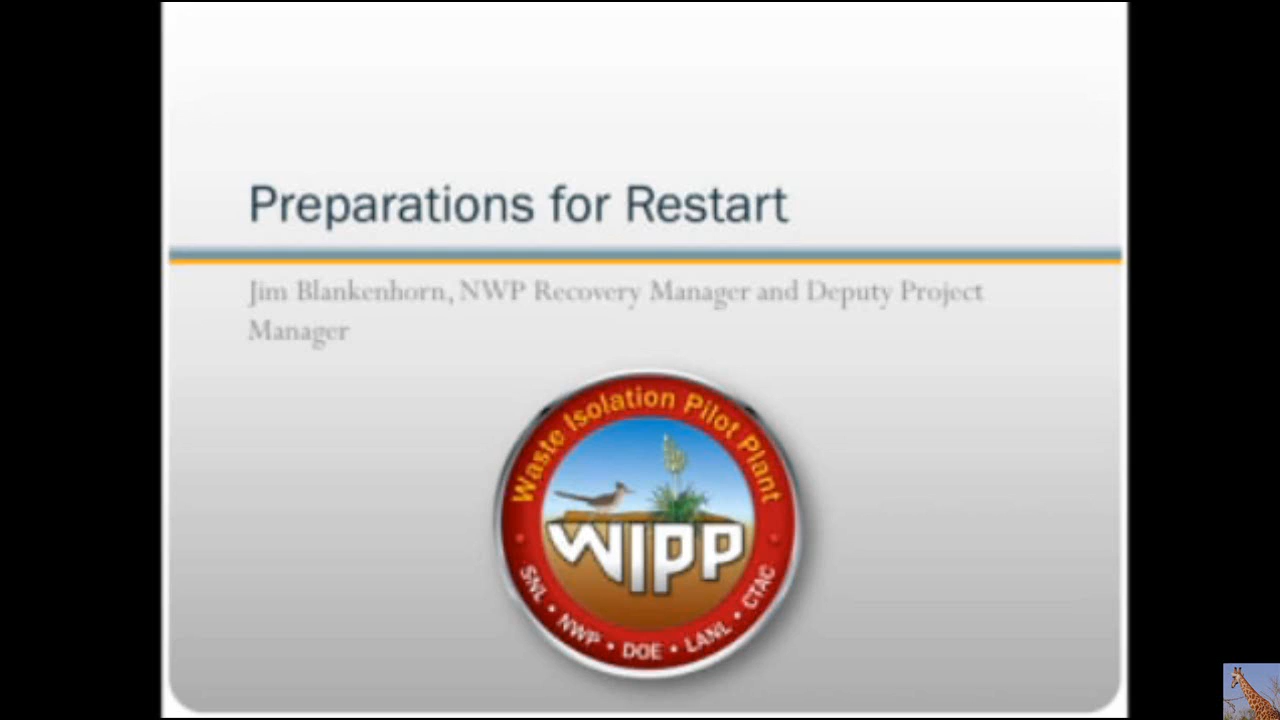 Preparations for Restart
Jim Blankenhorn, NWP Recovery Manager and Deputy Project
Manager
Waste Isolation Pilot Plant
WIPP
SNL • NWP • DOE • LANL • CTAC